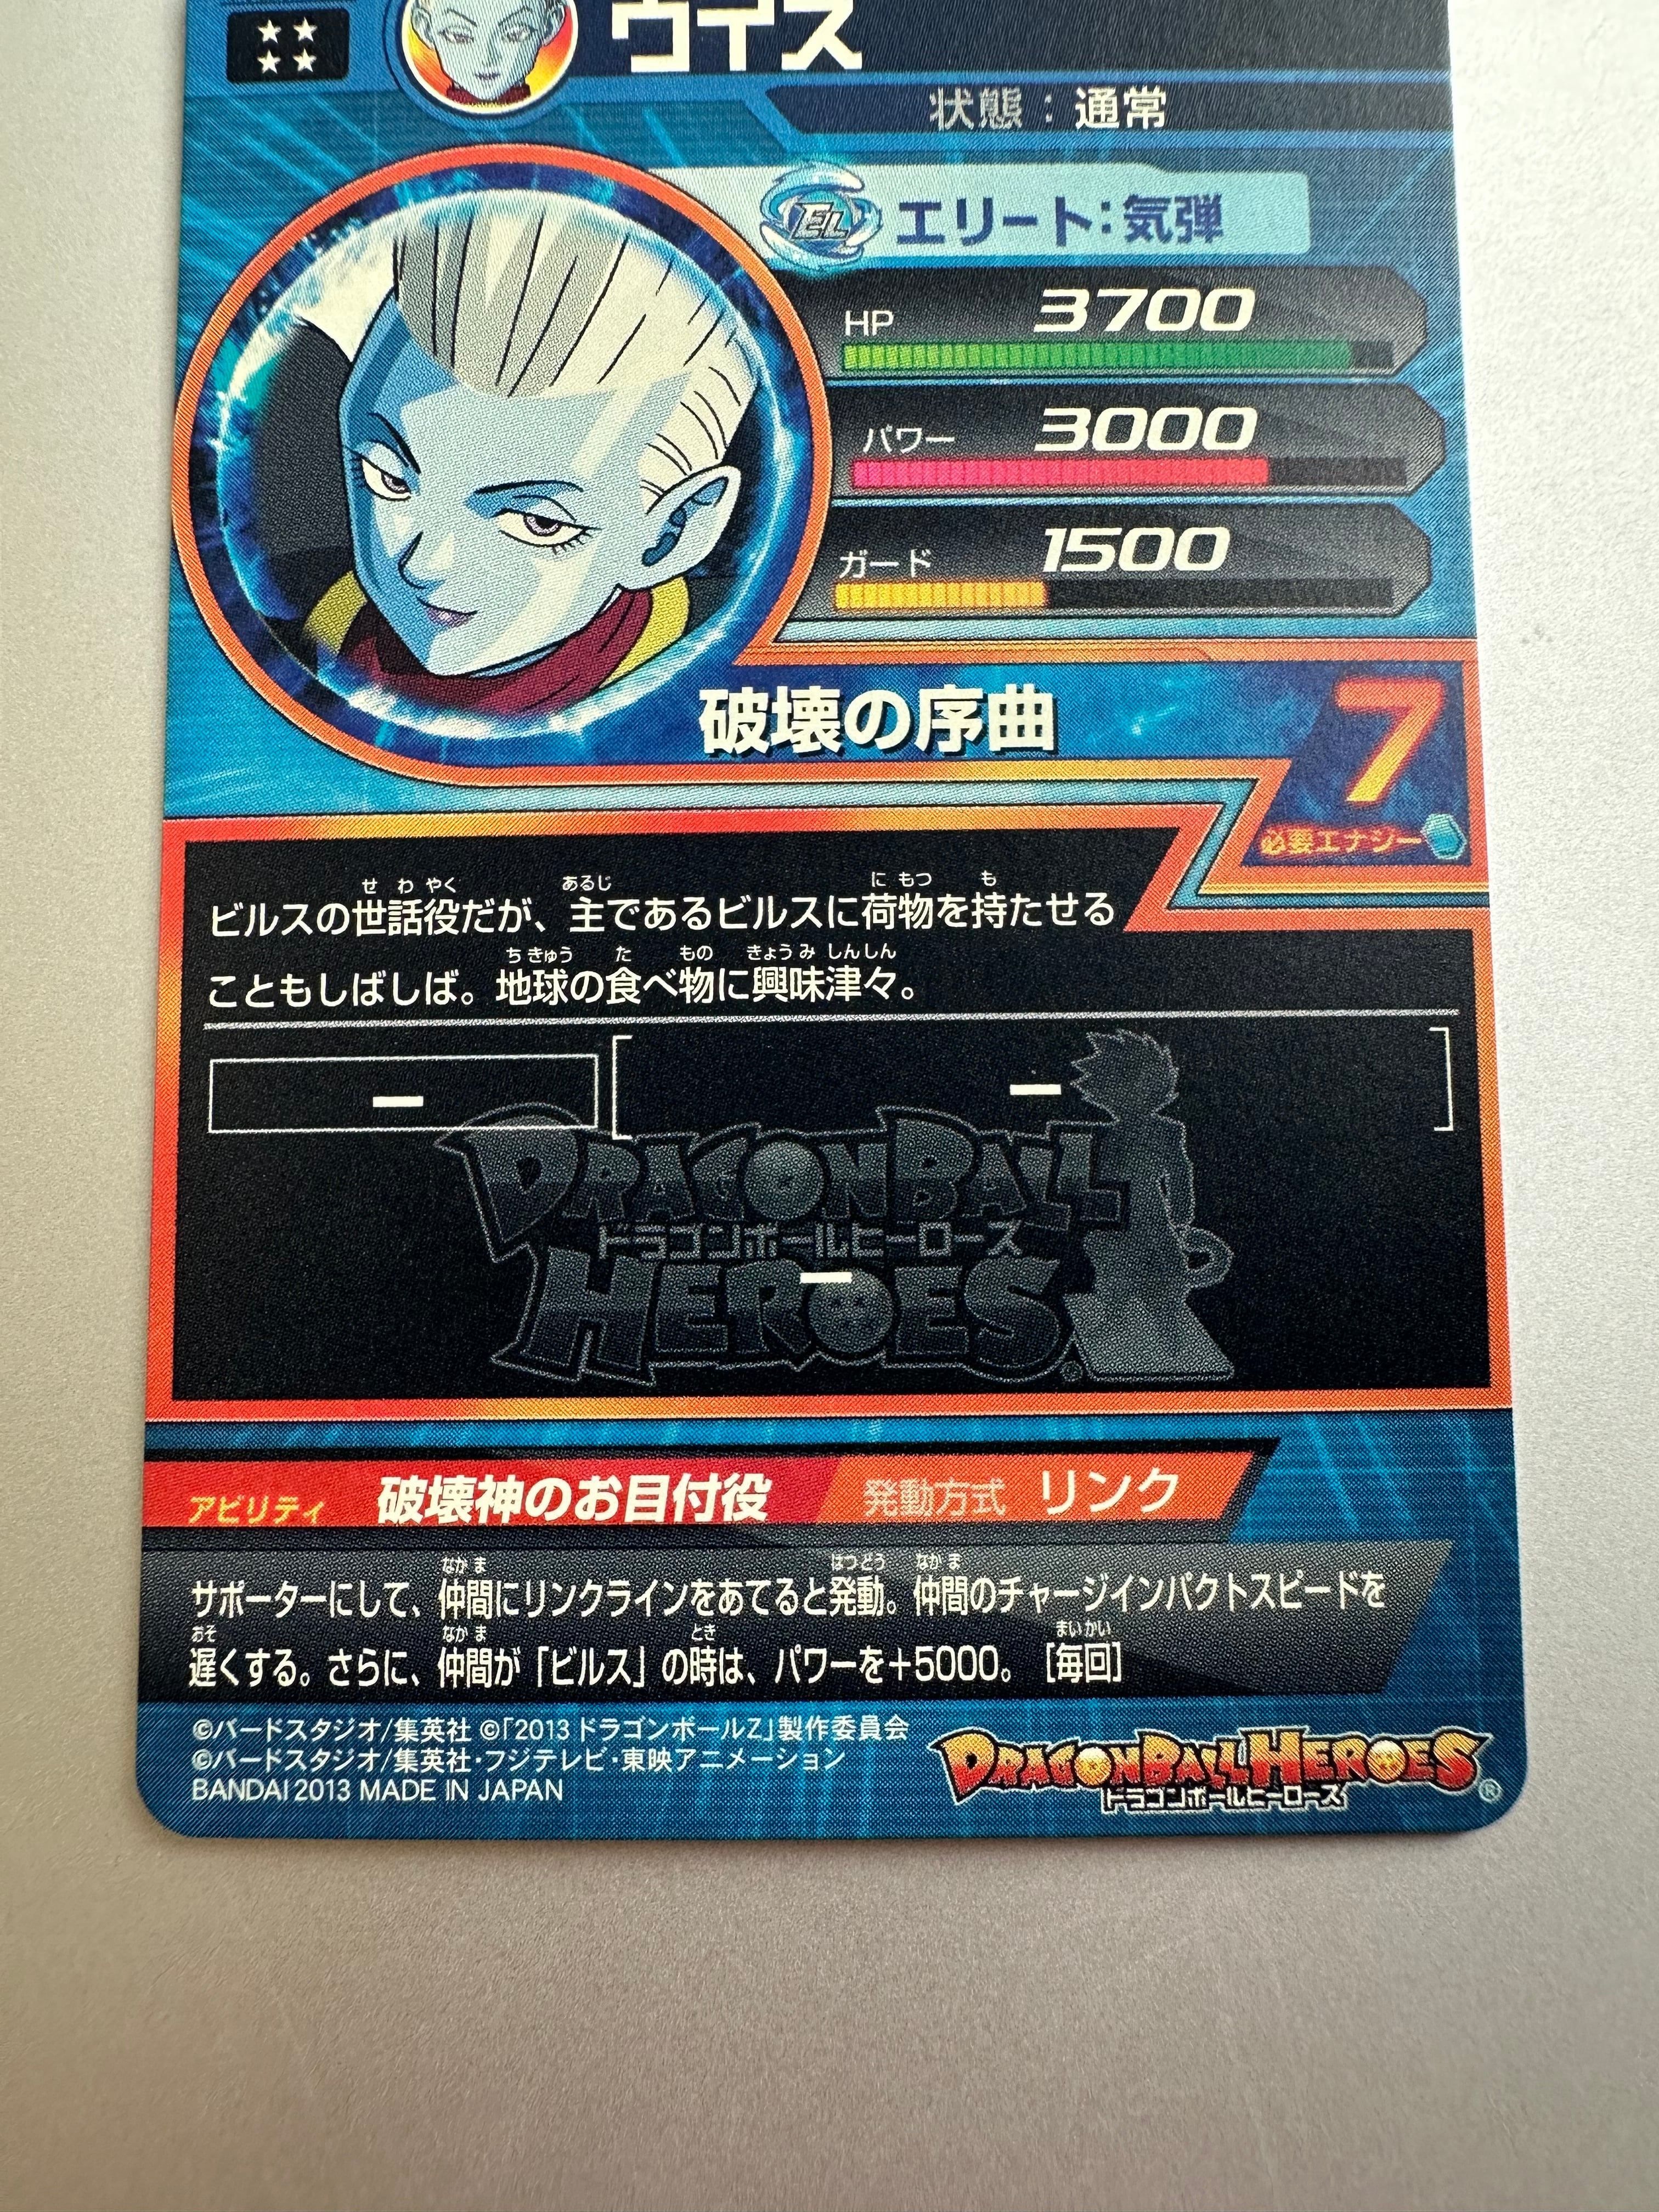 ウイス
状態：通常
EL エリート：気弾
HP 3700
パワー 3000
ガード 1500
破壊の序曲
7
必要エナジー
せ わ やく あるじ に もつ も
ビルスの世話役だが、主であるビルスに荷物を持たせる
ち きゅう た もの きょう み しんしん
こともしばしば。地球の食べ物に興味津々。
ー [ ー ]
DRAGONBALL
ドラゴンボールヒーローズ
ー
HEROES
アビリティ 破壊神のお目付役 発動方式 リンク
なか ま はつどう なか ま
サポーターにして、仲間にリンクラインをあてると発動。仲間のチャージインパクトスピードを
おそ なか ま とき まいかい
遅くする。さらに、仲間が「ビルス」の時は、パワーを+5000。［毎回］
©バードスタジオ/集英社 ©「2013 ドラゴンボールZ」製作委員会
©バードスタジオ/集英社・フジテレビ・東映アニメーション
BANDAI 2013 MADE IN JAPAN
DRAGONBALL HEROES
ドラゴンボールヒーローズ ®